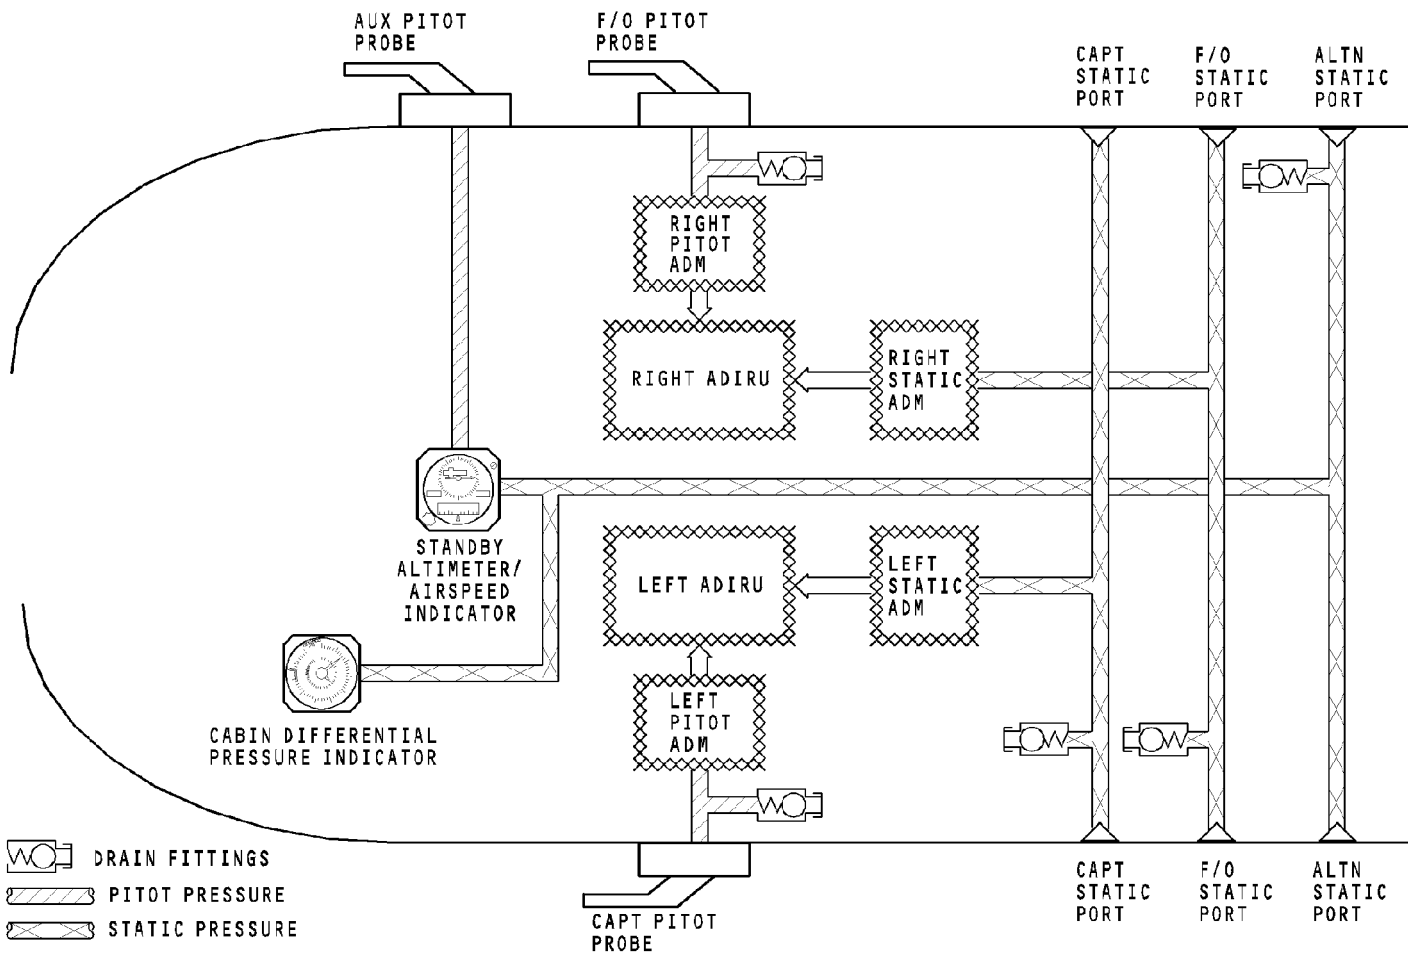 AUX PITOT
PROBE
F/O PITOT
PROBE
CAPT
STATIC
PORT
F/O
STATIC
PORT
ALTN
STATIC
PORT
RIGHT
PITOT
ADM
RIGHT ADIRU
RIGHT
STATIC
ADM
STANDBY
ALTIMETER/
AIRSPEED
INDICATOR
LEFT ADIRU
LEFT
STATIC
ADM
CABIN DIFFERENTIAL
PRESSURE INDICATOR
LEFT
PITOT
ADM
DRAIN FITTINGS
PITOT PRESSURE
STATIC PRESSURE
CAPT PITOT
PROBE
CAPT
STATIC
PORT
F/O
STATIC
PORT
ALTN
STATIC
PORT